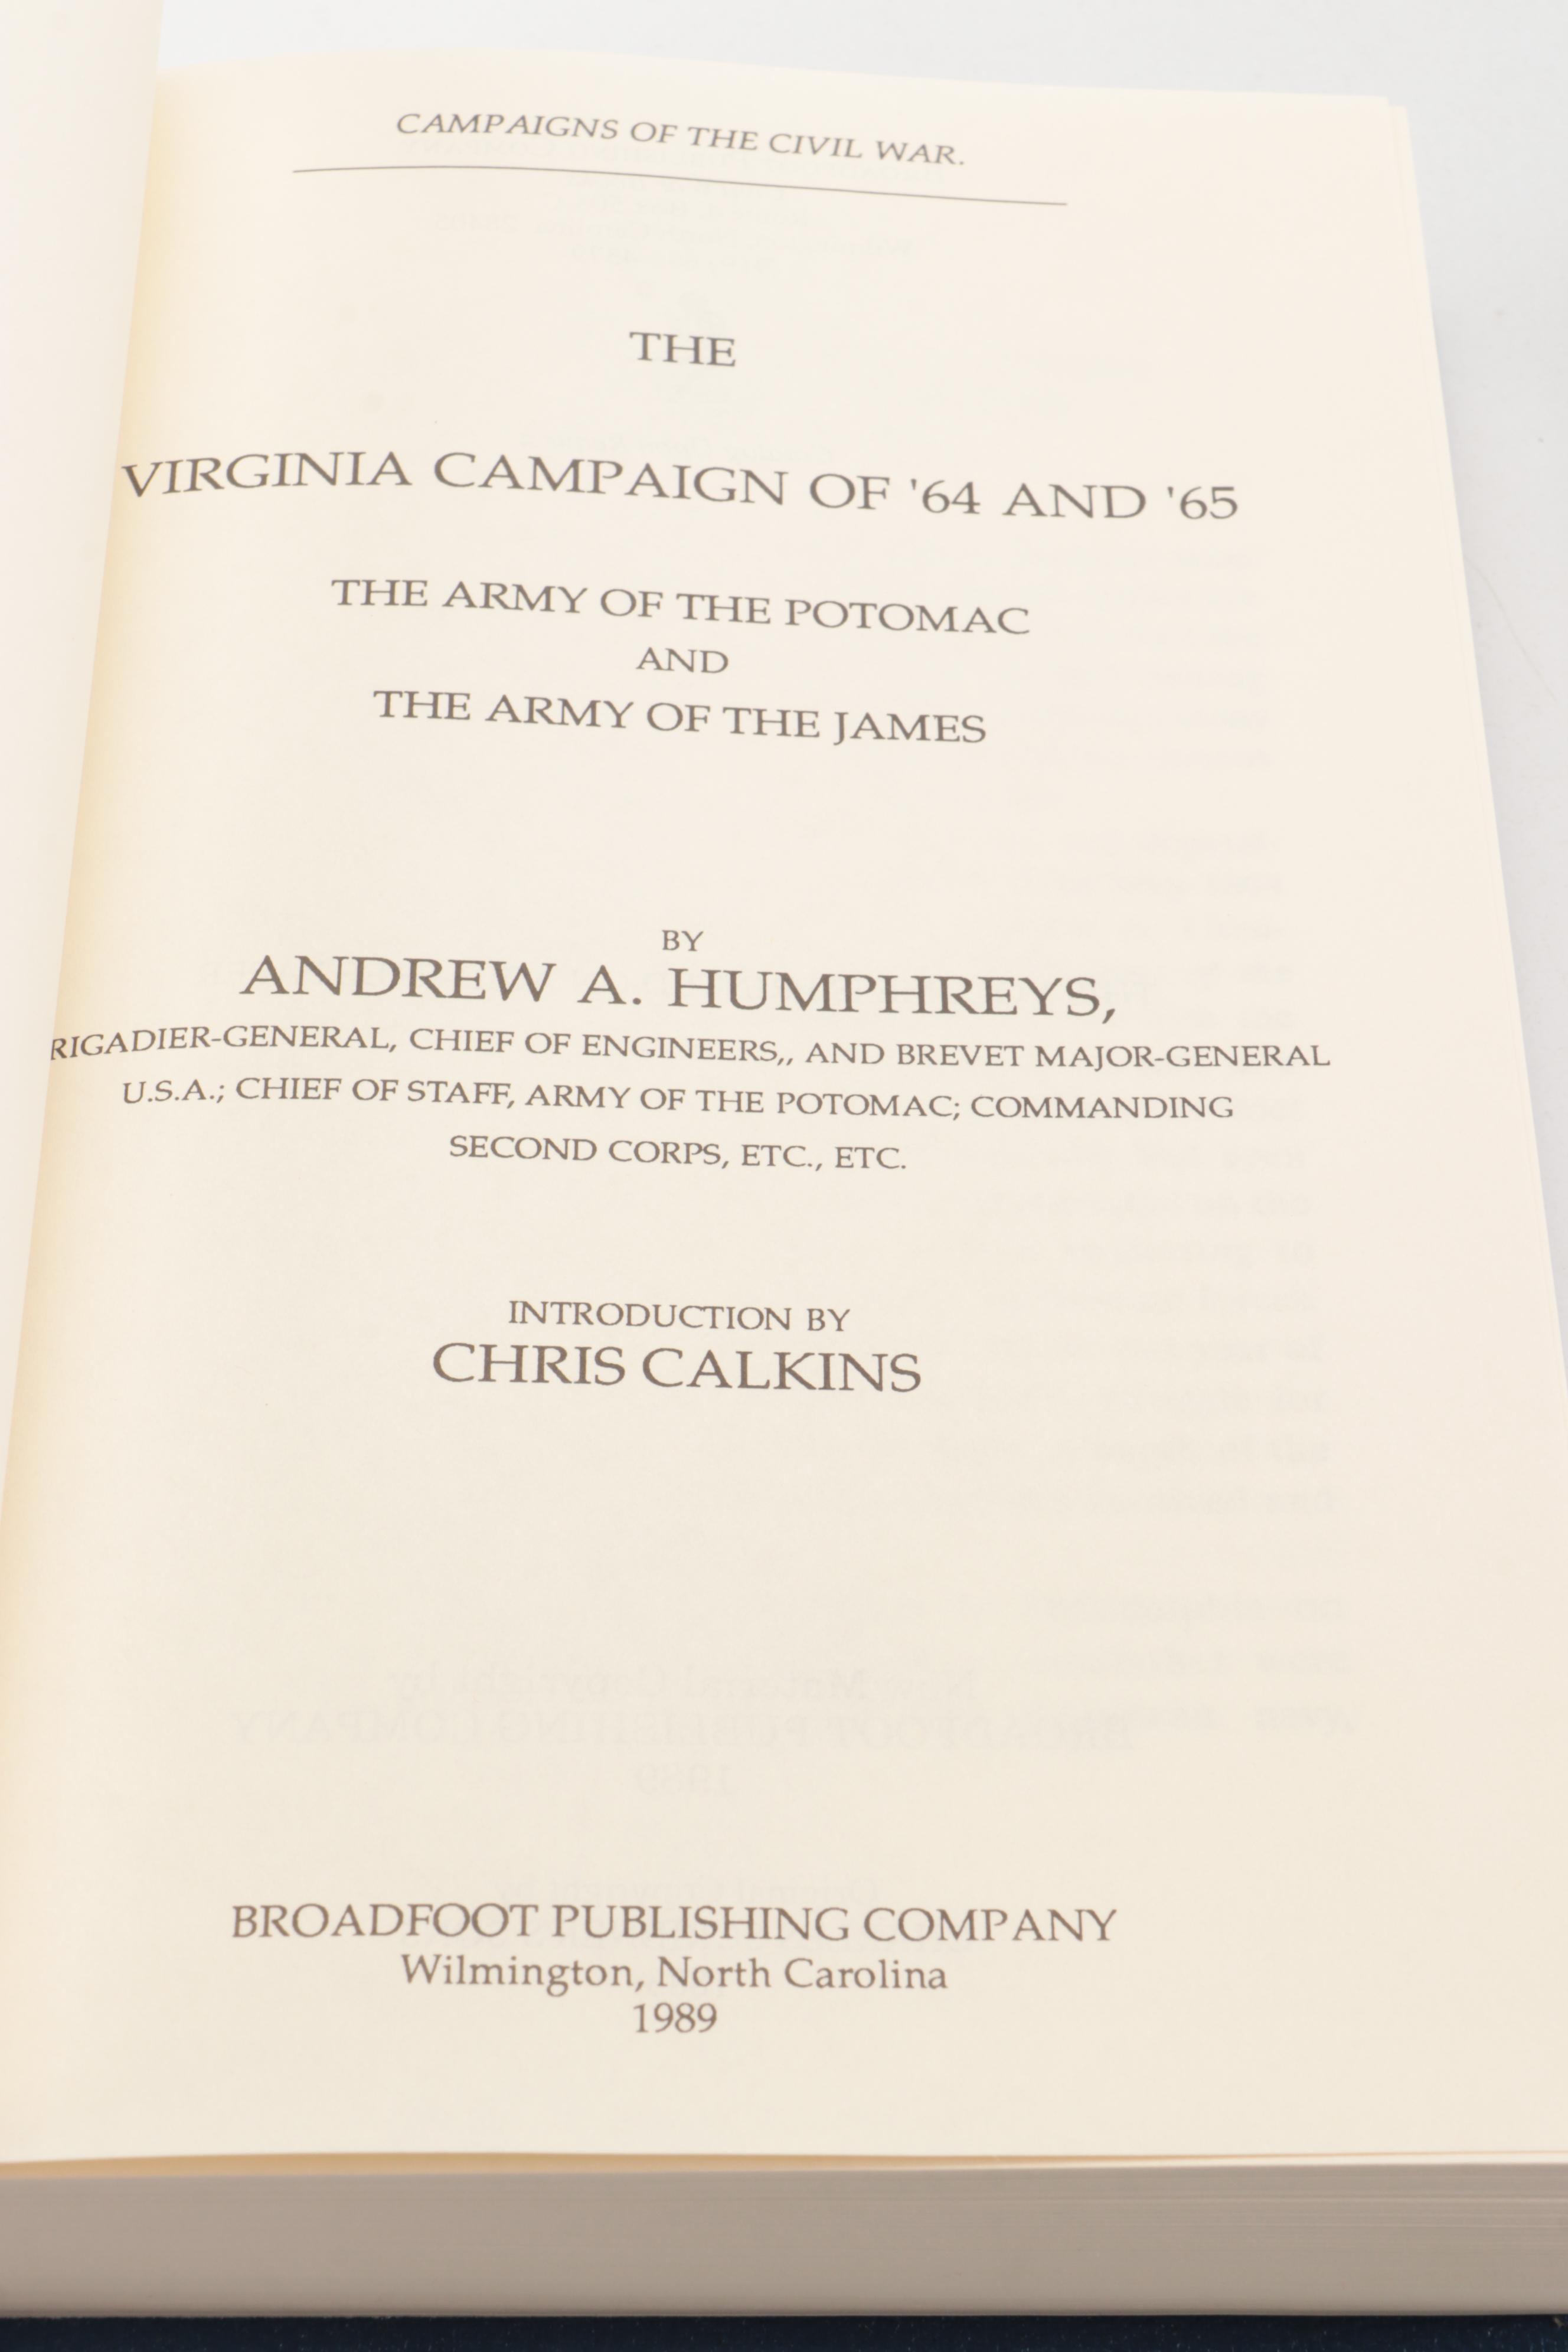 CAMPAIGNS OF THE CIVIL WAR.
THE
VIRGINIA CAMPAIGN OF '64 AND '65
THE ARMY OF THE POTOMAC
AND
THE ARMY OF THE JAMES
BY
ANDREW A. HUMPHREYS,
RIGADIER-GENERAL, CHIEF OF ENGINEERS,, AND BREVET MAJOR-GENERAL
U.S.A.; CHIEF OF STAFF, ARMY OF THE POTOMAC; COMMANDING
SECOND CORPS, ETC., ETC.
INTRODUCTION BY
CHRIS CALKINS
BROADFOOT PUBLISHING COMPANY
Wilmington, North Carolina
1989